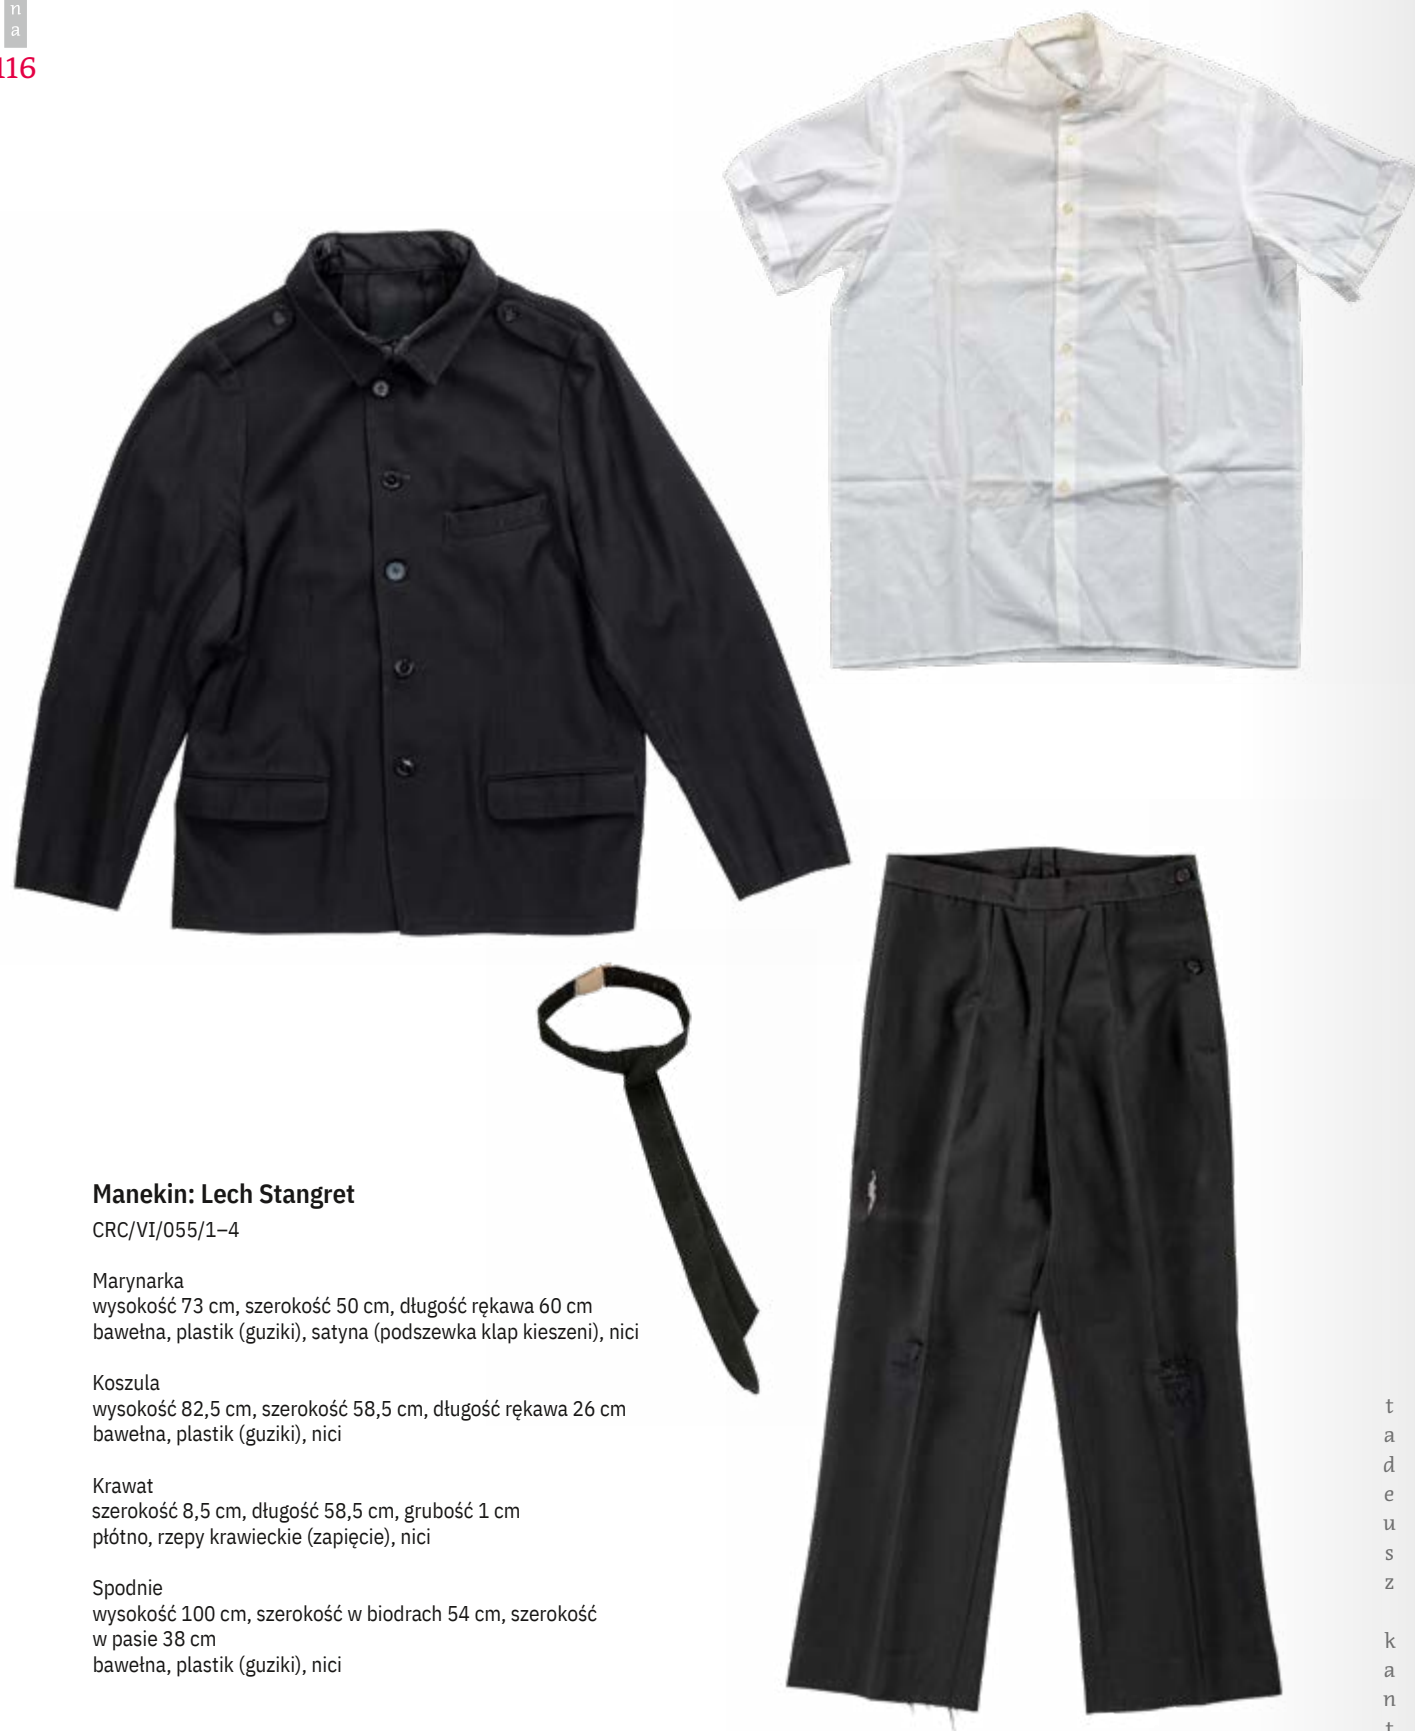 n
a
116
Manekin: Lech Stangret
CRC/VI/055/1–4
Marynarka
wysokość 73 cm, szerokość 50 cm, długość rękawa 60 cm
bawełna, plastik (guziki), satyna (podszewka klap kieszeni), nici
Koszula
wysokość 82,5 cm, szerokość 58,5 cm, długość rękawa 26 cm
bawełna, plastik (guziki), nici
Krawat
szerokość 8,5 cm, długość 58,5 cm, grubość 1 cm
płótno, rzepy krawieckie (zapięcie), nici
Spodnie
wysokość 100 cm, szerokość w biodrach 54 cm, szerokość
w pasie 38 cm
bawełna, plastik (guziki), nici
t
a
d
e
u
s
z
k
a
n
t